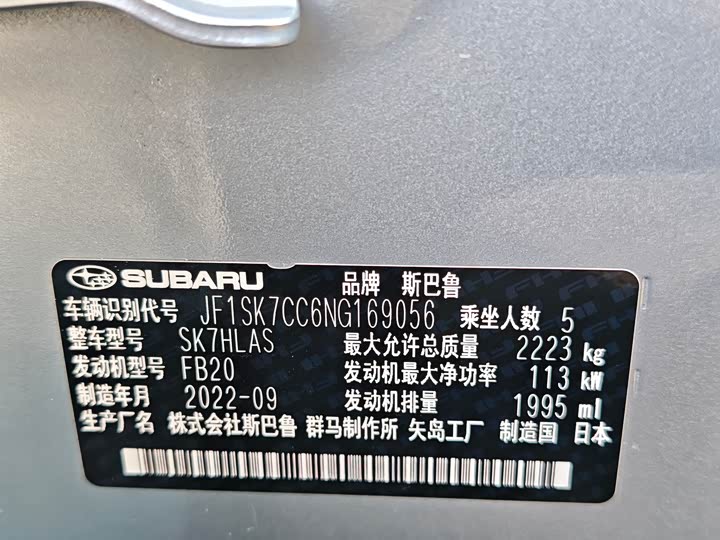 SUBARU 品牌 斯巴鲁
车辆识别代号 JF1SK7CC6NG169056 乘坐人数 5
整车型号 SK7HLAS 最大允许总质量 2223 kg
发动机型号 FB20 发动机最大净功率 113 kW
制造年月 2022-09 发动机排量 1995 ml
生产厂名 株式会社斯巴鲁 群马制作所 矢岛工厂 制造国 日本